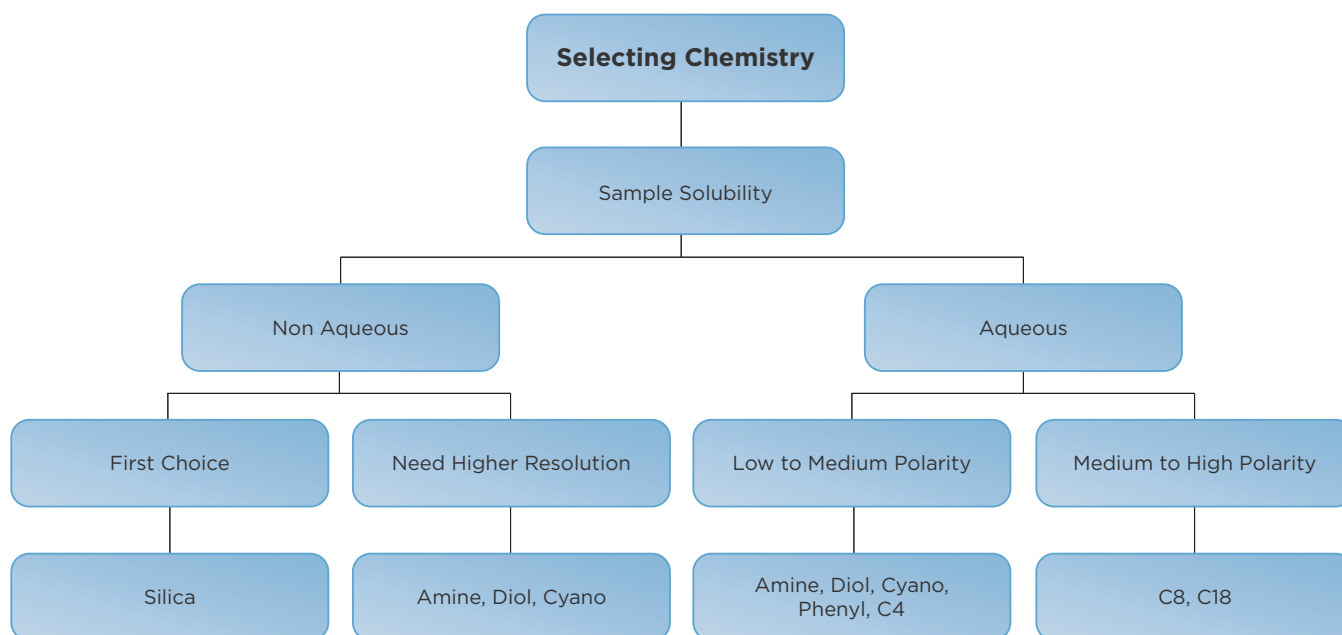 Selecting Chemistry
Sample Solubility
Non Aqueous
Aqueous
First Choice
Need Higher Resolution
Low to Medium Polarity
Medium to High Polarity
Silica
Amine, Diol, Cyano
Amine, Diol, Cyano,
Phenyl, C4
C8, C18